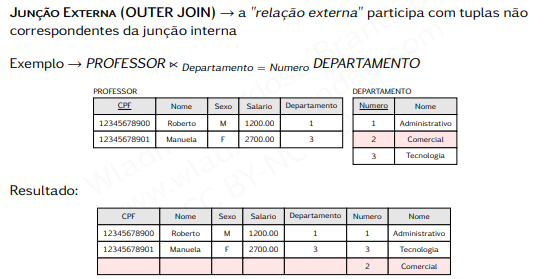 JUNÇÃO EXTERNA (OUTER JOIN) → a "relação externa" participa com tuplas não
correspondentes da junção interna
Exemplo → PROFESSOR ⋉ Departamento = Numero DEPARTAMENTO
PROFESSOR DEPARTAMENTO
CPF Nome Sexo Salario Departamento Numero Nome
12345678900 Roberto M 1200.00 1 1 Administrativo
12345678901 Manuela F 2700.00 3 2 Comercial
3 Tecnologia
Resultado:
CPF Nome Sexo Salario Departamento Numero Nome
12345678900 Roberto M 1200.00 1 1 Administrativo
12345678901 Manuela F 2700.00 3 3 Tecnologia
2 Comercial